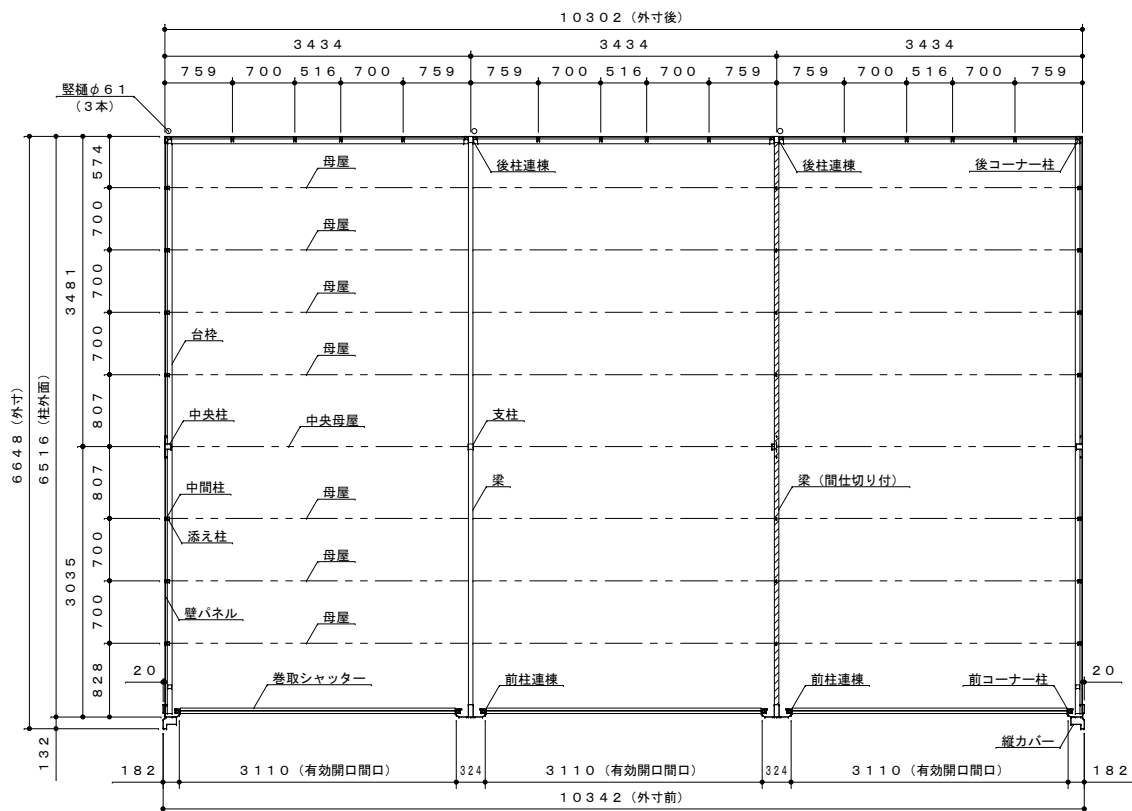 １０３０２（外寸後）
３４３４ ３４３４ ３４３４
７５９ ７００ ５１６ ７００ ７５９ ７５９ ７００ ５１６ ７００ ７５９ ７５９ ７００ ５１６ ７００ ７５９
竪樋φ６１
（３本）
母屋 後柱連棟 後柱連棟 後コーナー柱
母屋
母屋
台枠 母屋
中央柱 中央母屋 支柱
中間柱 母屋 梁 梁（間仕切り付）
添え柱
母屋
壁パネル 母屋
６６４８（外寸）
６５１６（柱外面）
３４８１
３０３５
５７４
７００
７００
７００
８０７
８０７
７００
７００
８２８
１３２
２０ ２０
巻取シャッター 前柱連棟 前柱連棟 前コーナー柱
縦カバー
１８２ ３１１０（有効開口間口） ３２４ ３１１０（有効開口間口） ３２４ ３１１０（有効開口間口） １８２
１０３４２（外寸前）